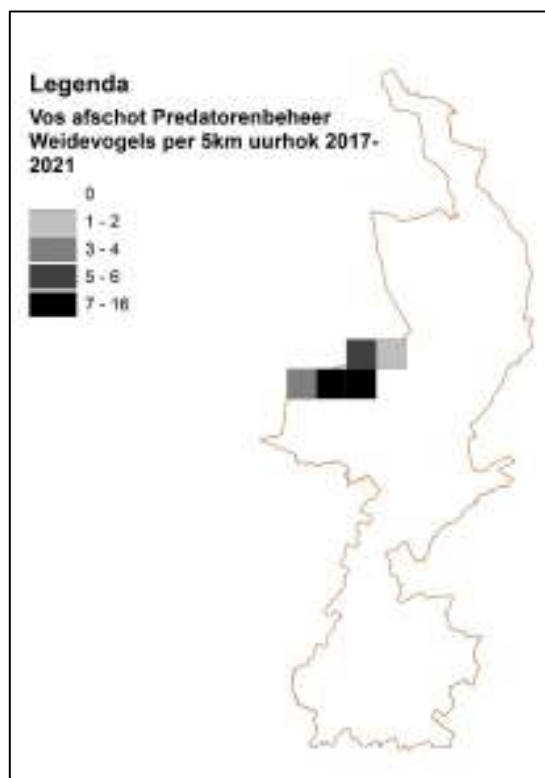 Legenda
Vos afschot Predatorenbeheer
Weidevogels per 5km uurhok 2017-
2021
0
1 - 2
3 - 4
5 - 6
7 - 16